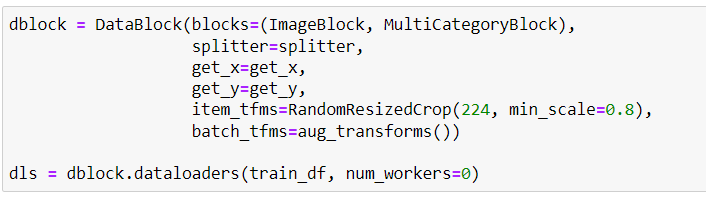 dblock = DataBlock(blocks=(ImageBlock, MultiCategoryBlock),
                   splitter=splitter,
                   get_x=get_x,
                   get_y=get_y,
                   item_tfms=RandomResizedCrop(224, min_scale=0.8),
                   batch_tfms=aug_transforms())

dls = dblock.dataloaders(train_df, num_workers=0)